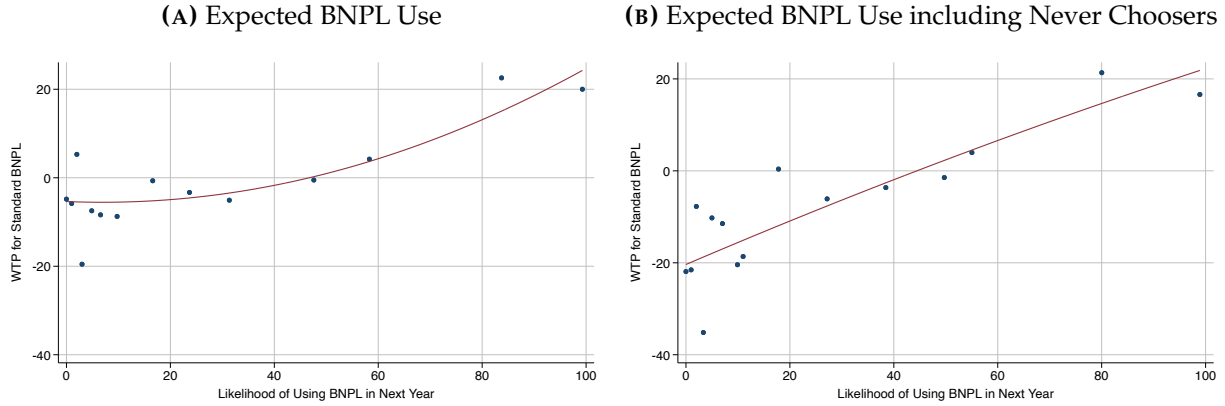 (A) Expected BNPL Use
20
0
-20
-40
WTP for Standard BNPL
0 20 40 60 80 100
Likelihood of Using BNPL in Next Year
(B) Expected BNPL Use including Never Choosers
20
0
-20
-40
WTP for Standard BNPL
0 20 40 60 80 100
Likelihood of Using BNPL in Next Year